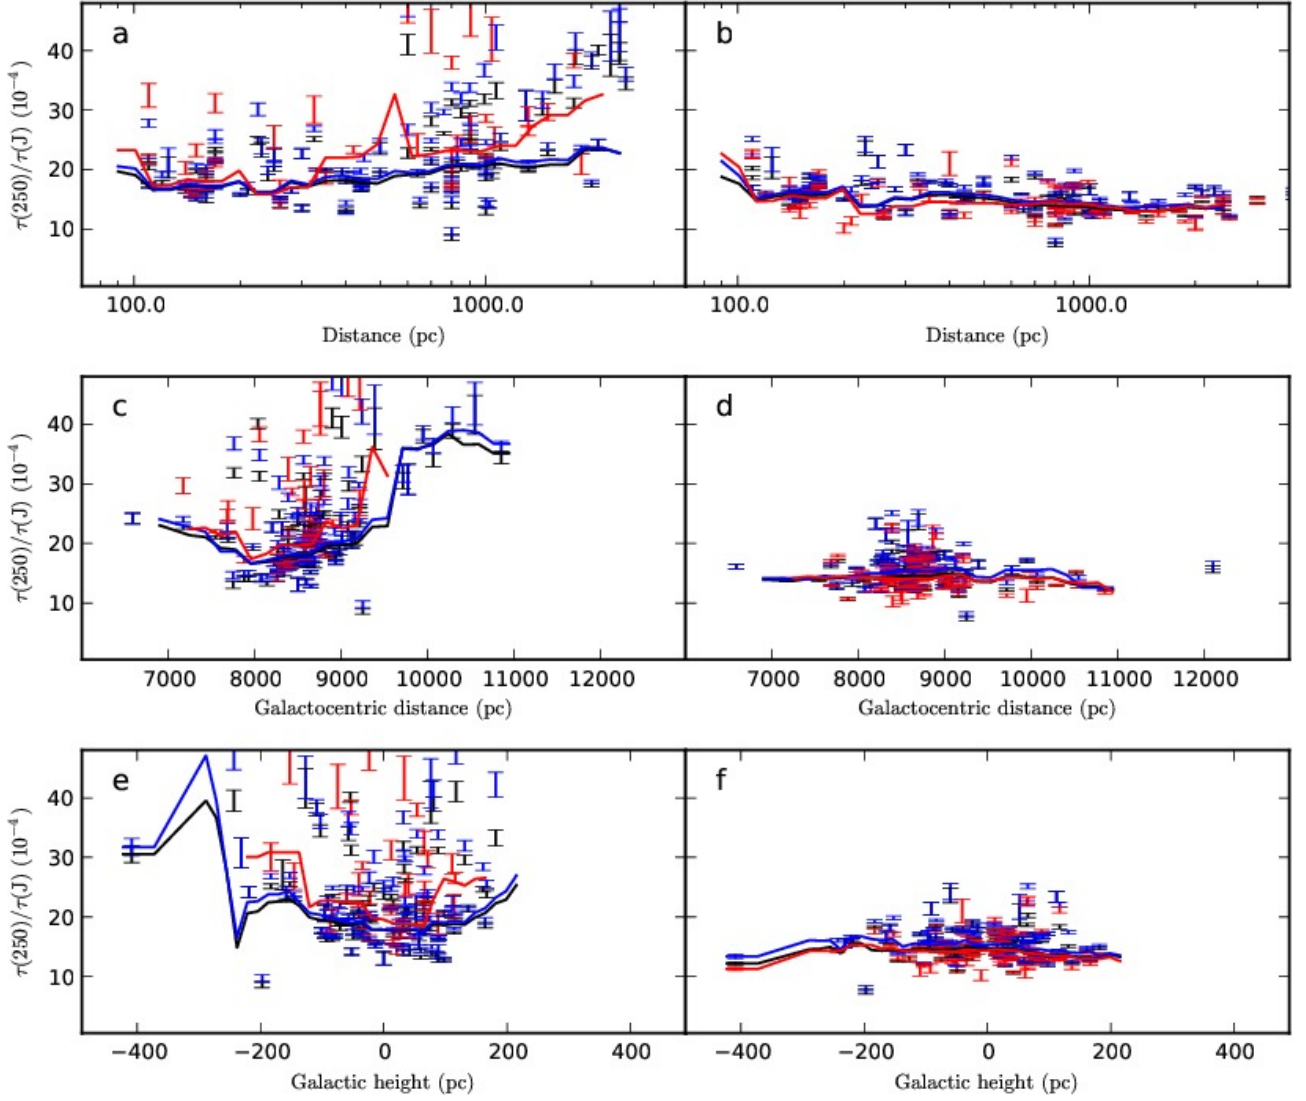 a
b
40
30
20
10
τ(250)/τ(J) (10⁻⁴)
100.0
1000.0
100.0
1000.0
Distance (pc)
Distance (pc)
c
d
40
30
20
10
τ(250)/τ(J) (10⁻⁴)
7000
8000
9000
10000
11000
12000
7000
8000
9000
10000
11000
12000
Galactocentric distance (pc)
Galactocentric distance (pc)
e
f
40
30
20
10
τ(250)/τ(J) (10⁻⁴)
−400
−200
0
200
400
−400
−200
0
200
400
Galactic height (pc)
Galactic height (pc)